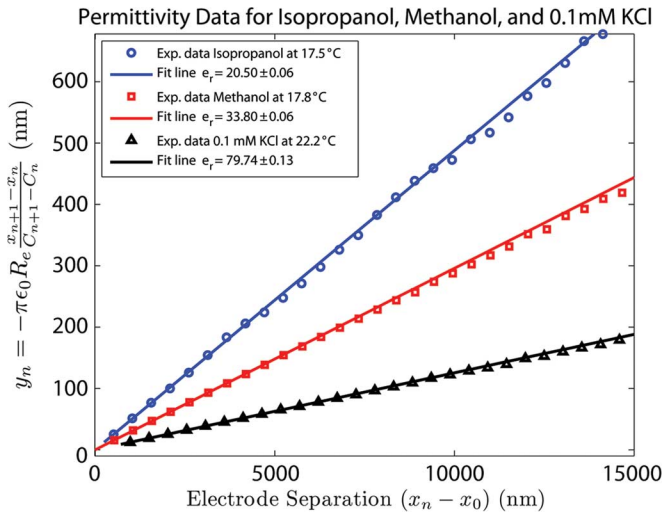 Permittivity Data for Isopropanol, Methanol, and 0.1mM KCl
Exp. data Isopropanol at 17.5°C
Fit line e_r = 20.50±0.06
Exp. data Methanol at 17.8°C
Fit line e_r = 33.80±0.06
Exp. data 0.1 mM KCl at 22.2°C
Fit line e_r = 79.74±0.13
y_n = −πϵ_0 R_e \frac{x_{n+1}−x_n}{C_{n+1}−C_n} (nm)
600
500
400
300
200
100
0
0 5000 10000 15000
Electrode Separation (x_n − x_0) (nm)